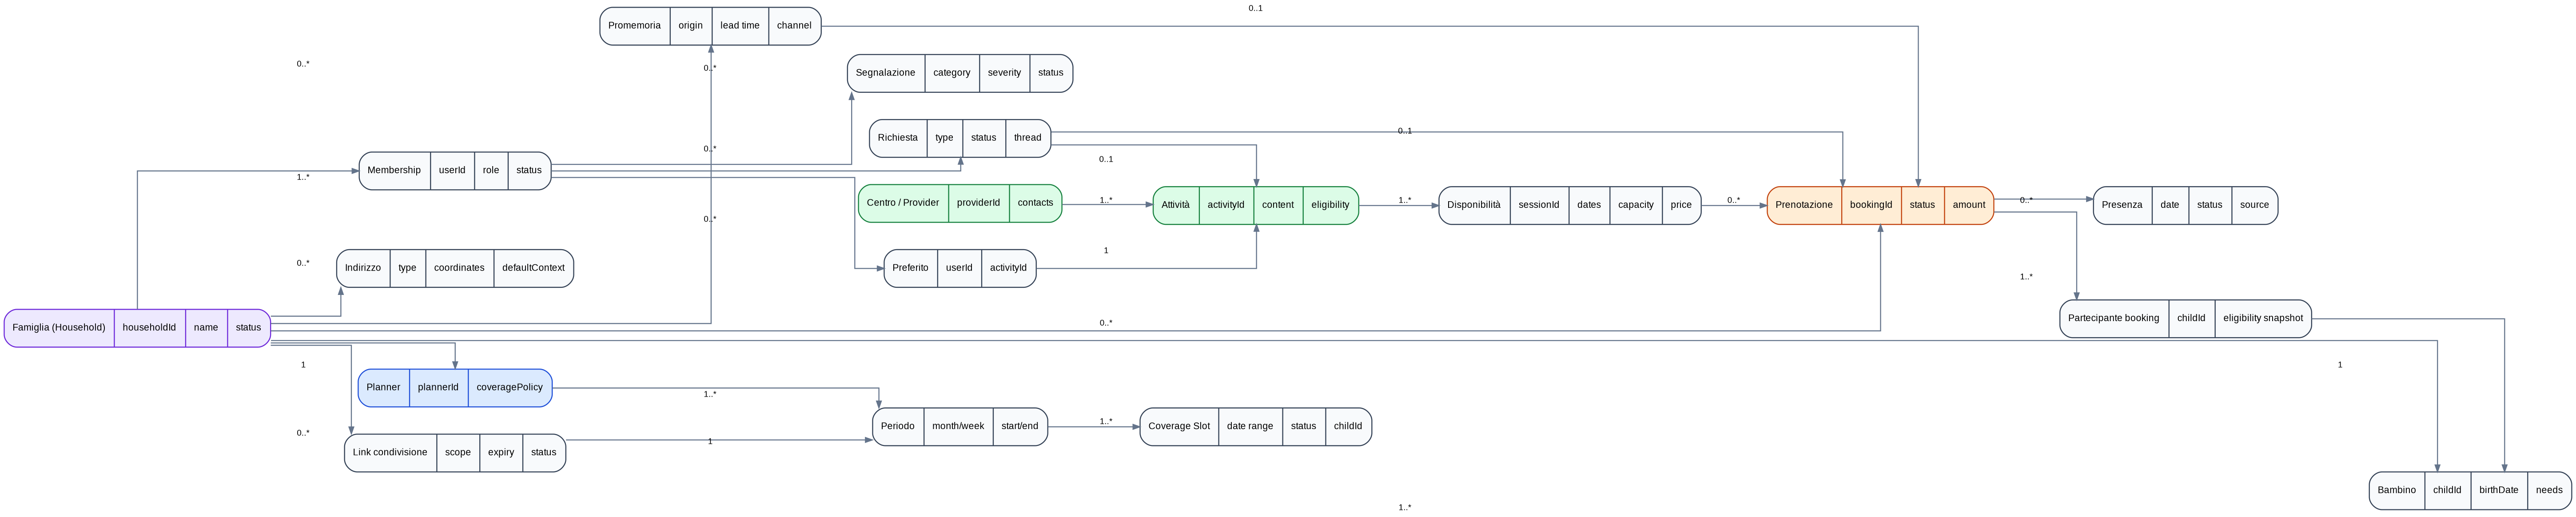 0..1
Promemoria origin lead time channel
0..*
0..*
Segnalazione category severity status
Richiesta type status thread
0..1
0..*
0..1
Membership userId role status
1..*
Centro / Provider providerId contacts
1..*
Attività activityId content eligibility
1..*
Disponibilità sessionId dates capacity price
0..*
Prenotazione bookingId status amount
0..*
Presenza date status source
0..*
1
0..*
Indirizzo type coordinates defaultContext
Preferito userId activityId
1..*
Partecipante booking childId eligibility snapshot
Famiglia (Household) householdId name status
0..*
1
1
Planner plannerId coveragePolicy
1..*
Periodo month/week start/end
1..*
Coverage Slot date range status childId
0..*
1
Link condivisione scope expiry status
Bambino childId birthDate needs
1..*